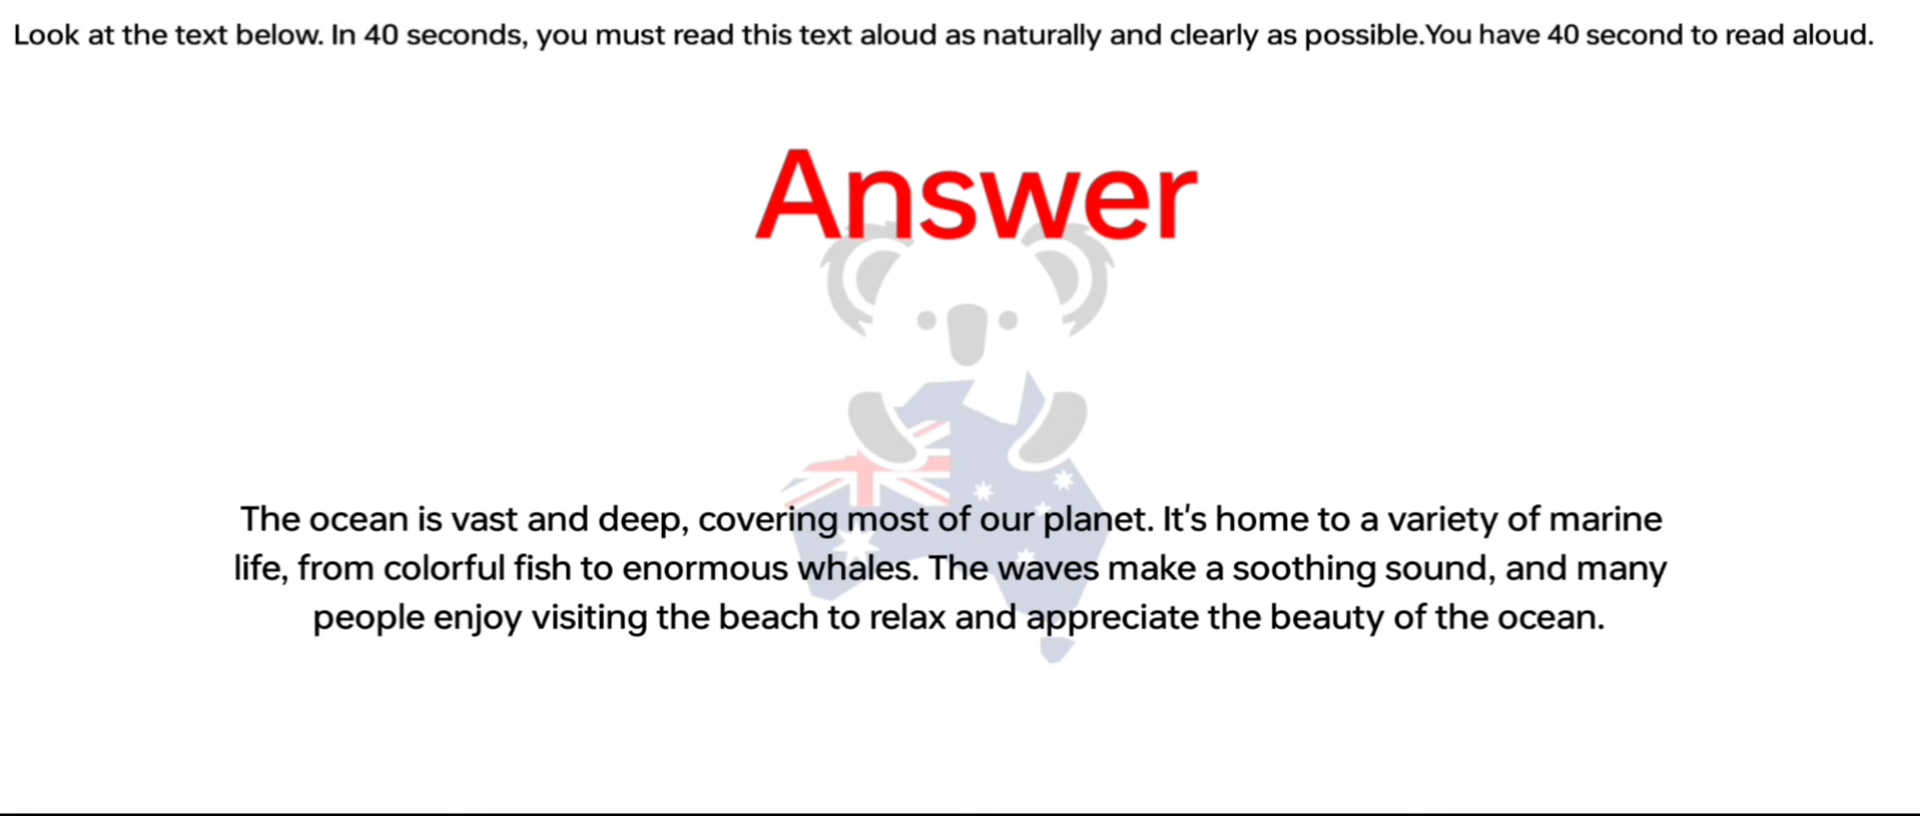 Look at the text below. In 40 seconds, you must read this text aloud as naturally and clearly as possible.You have 40 second to read aloud.
Answer
The ocean is vast and deep, covering most of our planet. It's home to a variety of marine
life, from colorful fish to enormous whales. The waves make a soothing sound, and many
people enjoy visiting the beach to relax and appreciate the beauty of the ocean.